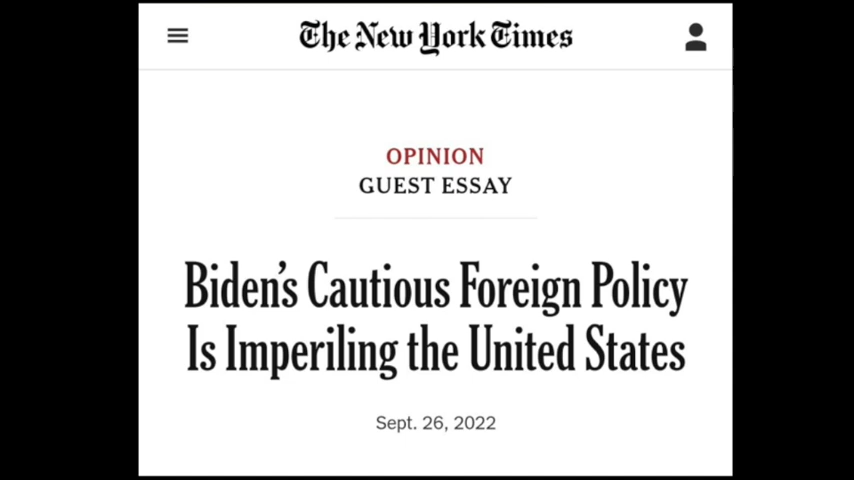 The New York Times
OPINION
GUEST ESSAY
Biden's Cautious Foreign Policy
Is Imperiling the United States
Sept. 26, 2022